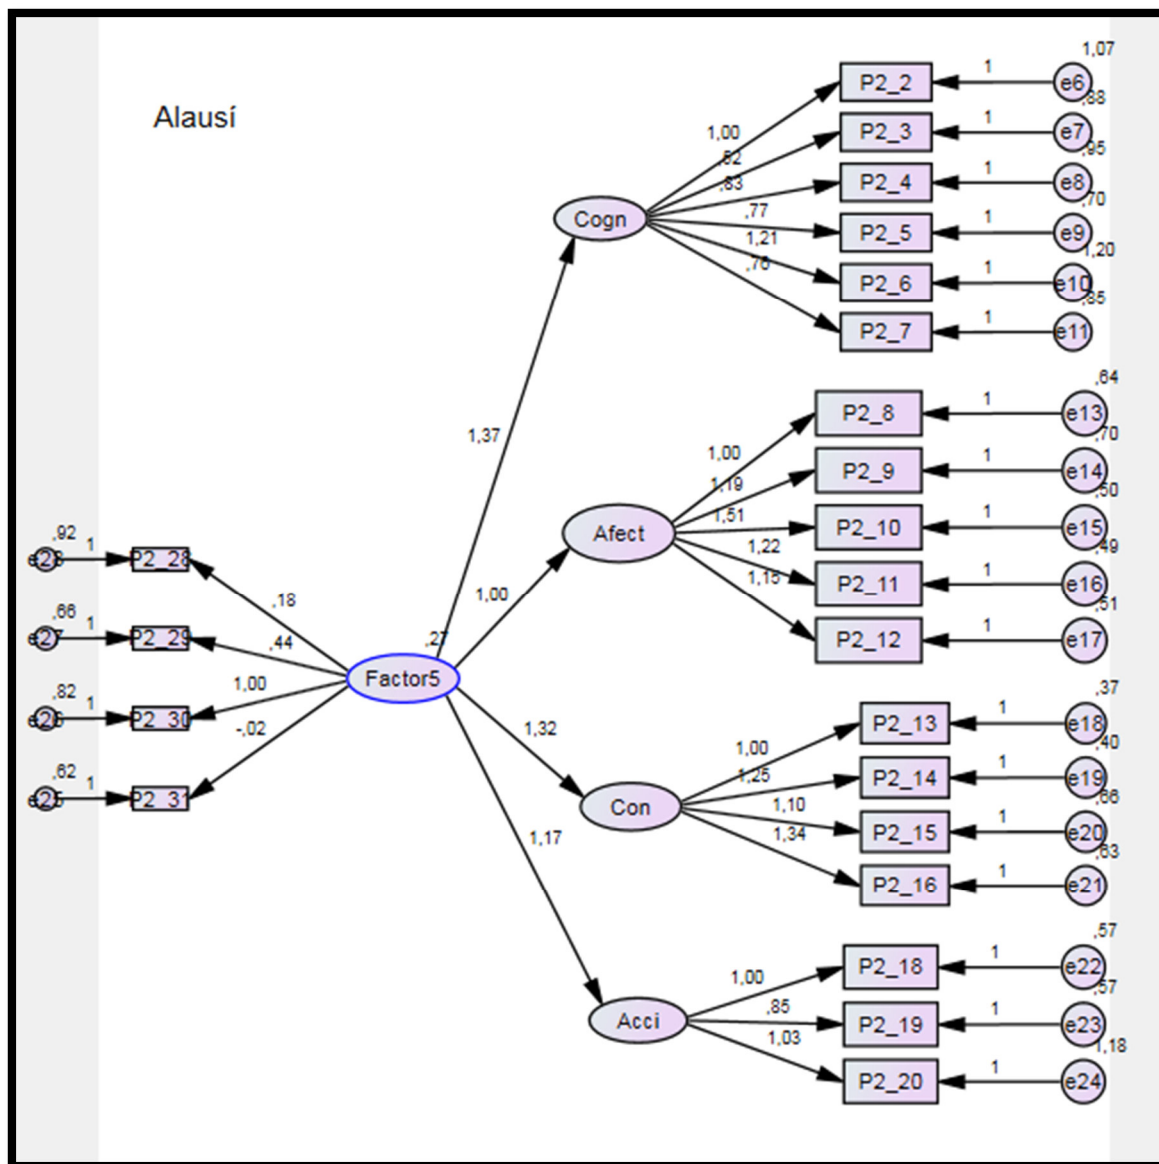 Alausí
1,07
P2_2
1
e6
,88
P2_3
1
e7
,95
P2_4
1
e8
,70
P2_5
1
e9
1,20
P2_6
1
e10
,85
P2_7
1
e11
1,00
,83
,77
1,21
Cogn
1,37
,64
P2_8
1
e13
,70
P2_9
1
e14
,50
P2_10
1
e15
,49
P2_11
1
e16
,51
P2_12
1
e17
1,00
1,19
1,51
1,22
1,15
Afect
1,00
,92
1
P2_28
,18
,66
1
e27
P2_29
,44
,82
1
e26
P2_30
1,00
,62
1
e25
P2_31
-,02
,27
Factor5
1,32
1,17
,37
P2_13
1
e18
,40
P2_14
1
e19
,66
P2_15
1
e20
,63
P2_16
1
e21
1,00
1,25
1,10
1,34
Con
,57
P2_18
1
e22
,57
P2_19
1
e23
1,18
P2_20
1
e24
1,00
,85
1,03
Acci